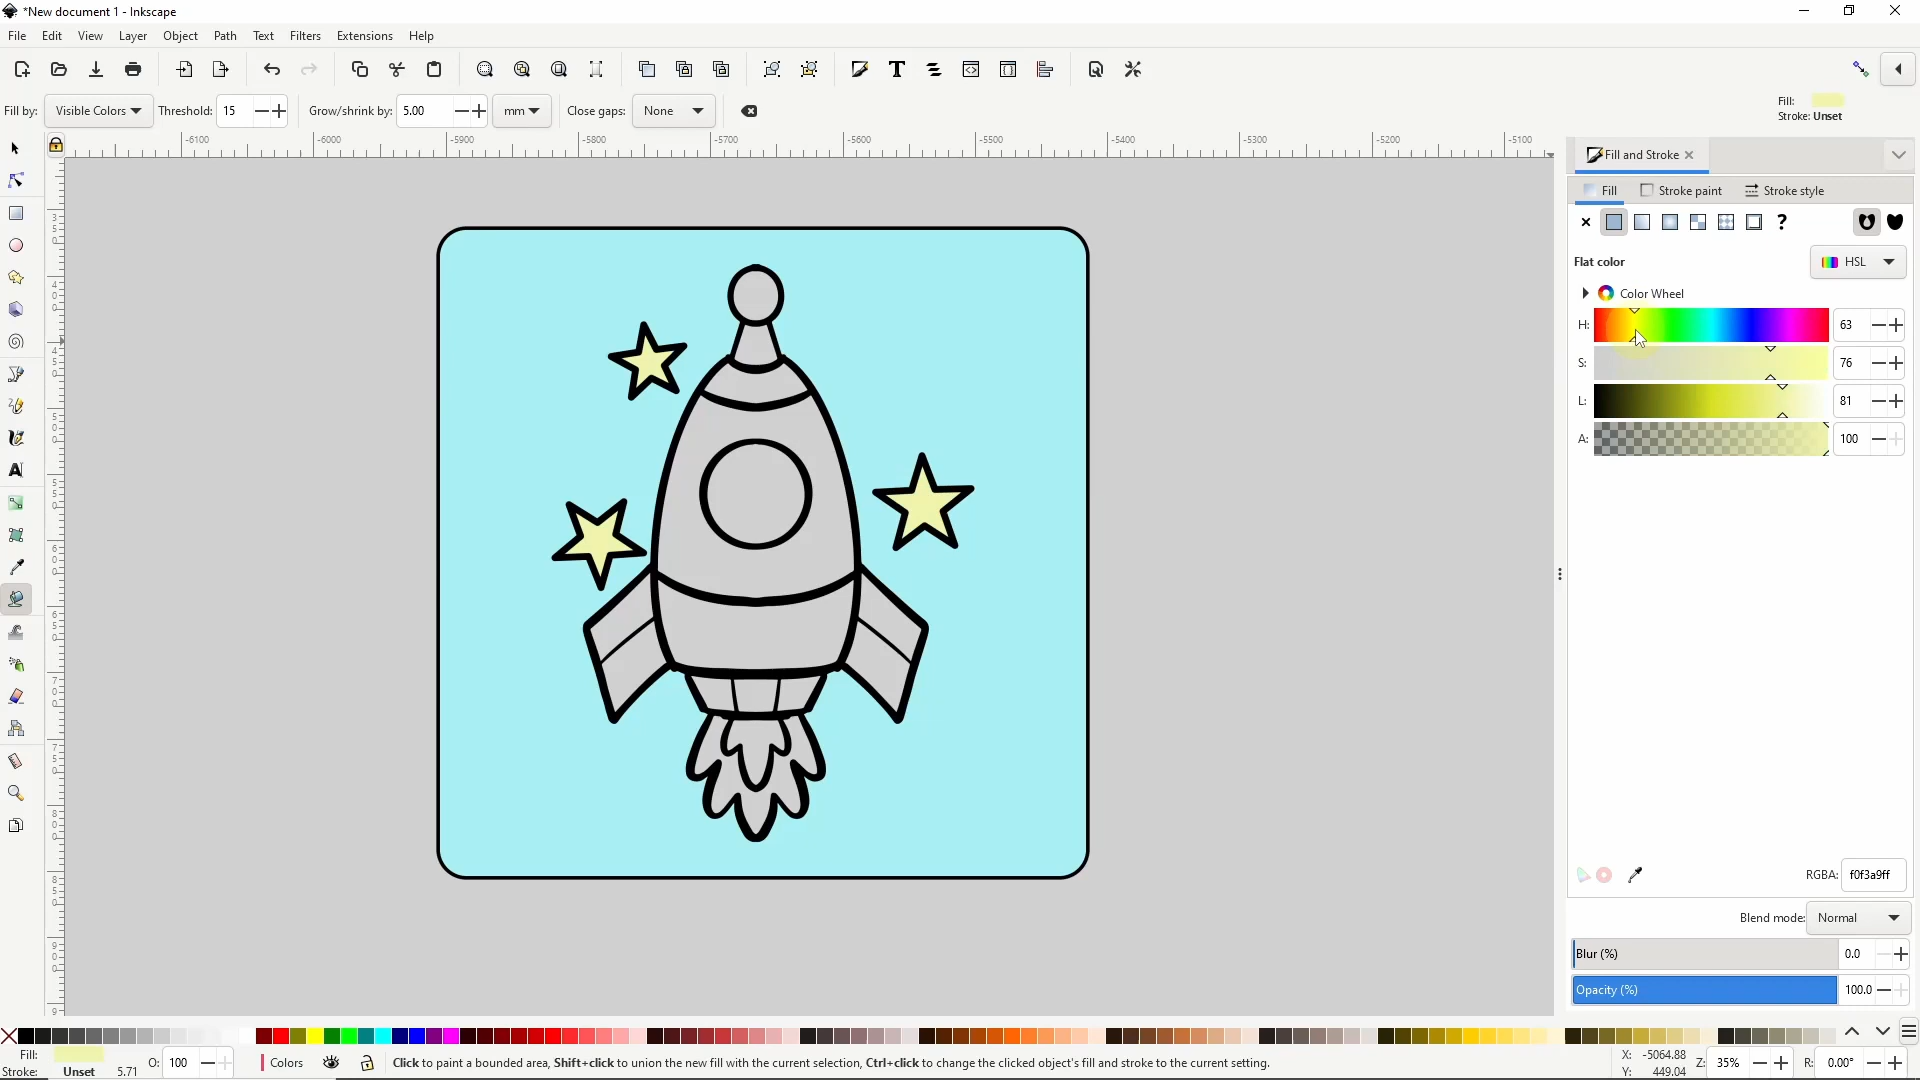 *New document 1 - Inkscape
File Edit View Layer Object Path Text Filters Extensions Help
Fill by: Visible Colors Threshold: 15 Grow/shrink by: 5.00 mm Close gaps: None
Fill:
Stroke: Unset
-6100 -6000 -5900 -5800 -5700 -5600 -5500 -5400 -5300 -5200 -5100
Fill and Stroke
Fill Stroke paint Stroke style
Flat color HSL
Color Wheel
H: 63
S: 76
L: 81
A: 100
RGBA: f0f3a9ff
Blend mode: Normal
Blur (%) 0.0
Opacity (%) 100.0
Fill:
Stroke: Unset 5.71
O: 100
Colors
Click to paint a bounded area, Shift+click to union the new fill with the current selection, Ctrl+click to change the clicked object's fill and stroke to the current setting.
X: -5064.88
Y: 449.04
Z: 35%
R: 0.00°